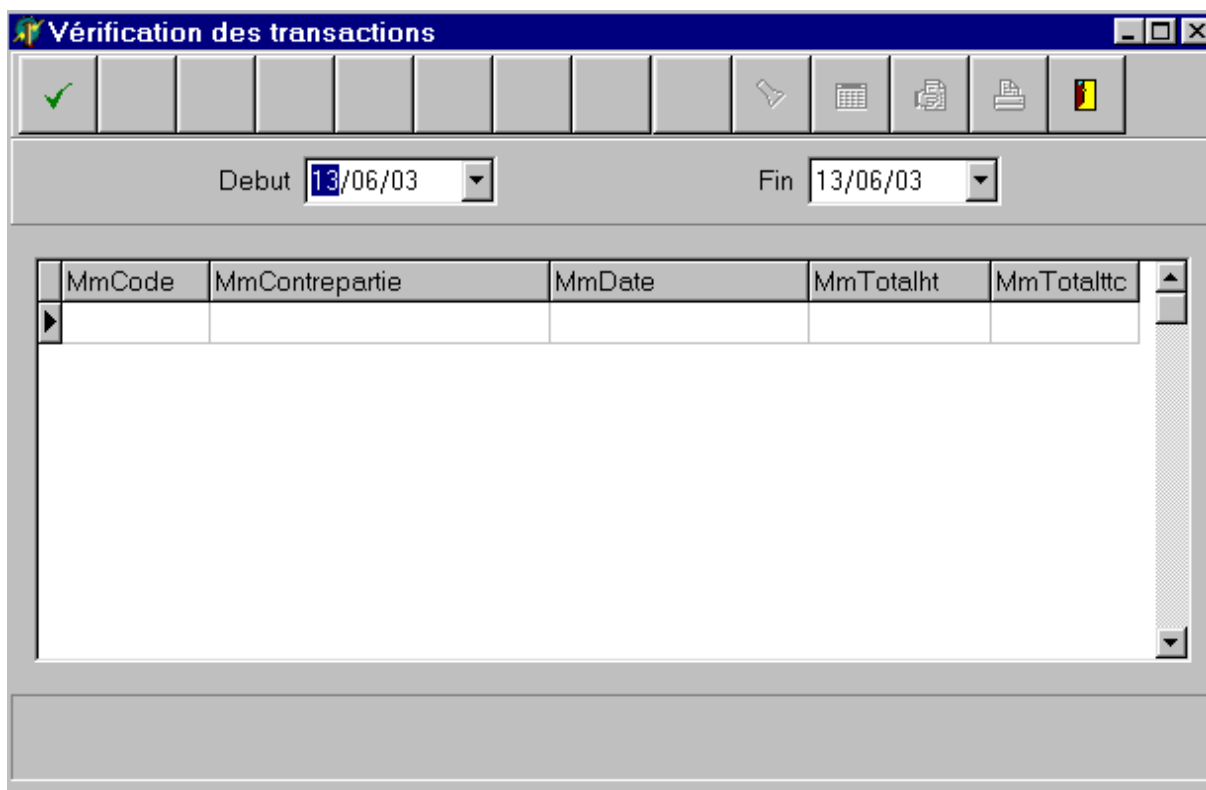 Vérification des transactions
Debut 13/06/03 Fin 13/06/03
MmCode MmContrepartie MmDate MmTotalht MmTotalttc